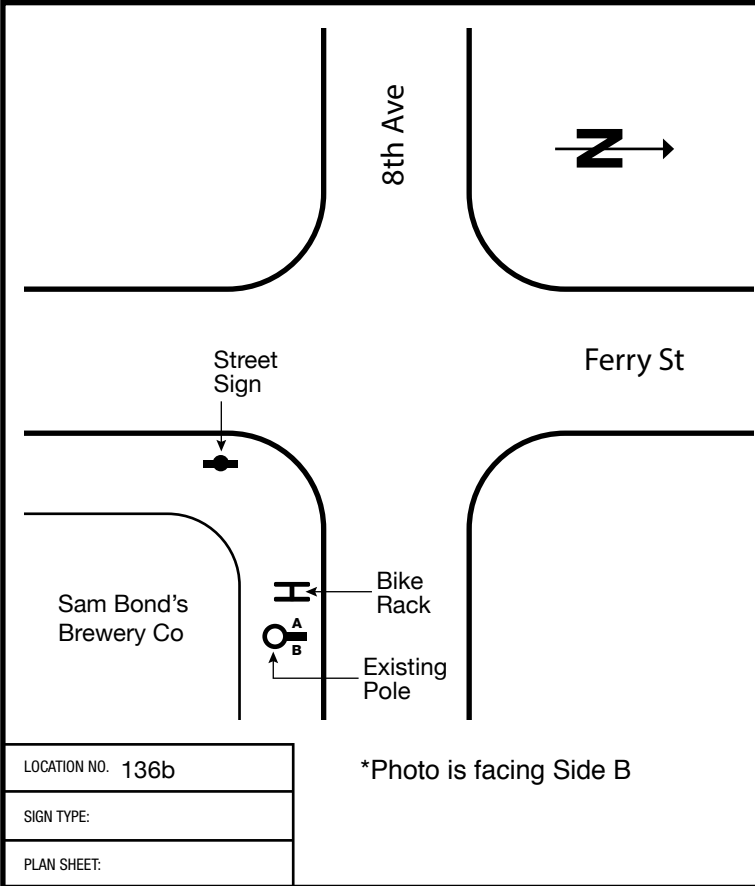 8th Ave
N
Ferry St
Street
Sign
Bike
Rack
Sam Bond's
Brewery Co
A
B
Existing
Pole
LOCATION NO. 136b
*Photo is facing Side B
SIGN TYPE:
PLAN SHEET: